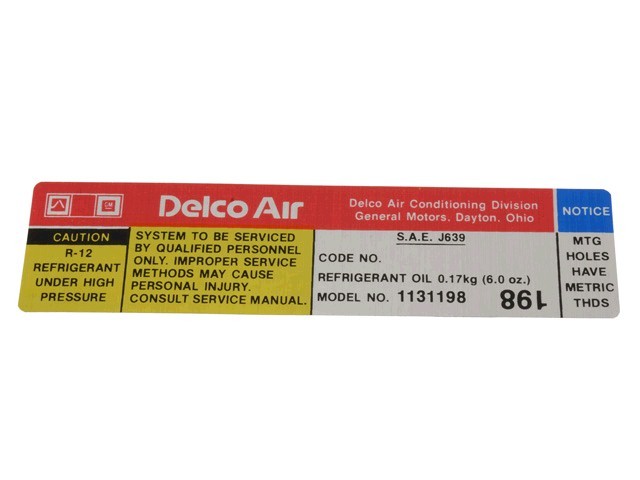 GM
Delco Air
Delco Air Conditioning Division
General Motors, Dayton, Ohio
NOTICE
CAUTION
R-12
REFRIGERANT
UNDER HIGH
PRESSURE
SYSTEM TO BE SERVICED
BY QUALIFIED PERSONNEL
ONLY. IMPROPER SERVICE
METHODS MAY CAUSE
PERSONAL INJURY.
CONSULT SERVICE MANUAL.
S.A.E. J639
CODE NO.
REFRIGERANT OIL 0.17kg (6.0 oz.)
MODEL NO. 1131198
198
MTG
HOLES
HAVE
METRIC
THDS